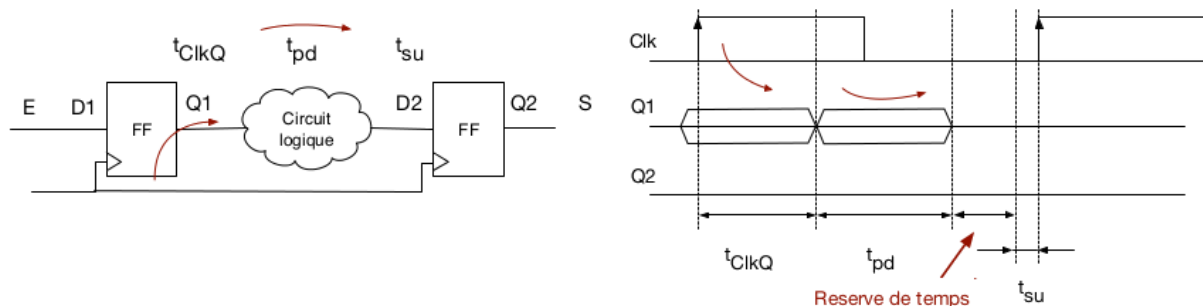 tClkQ tpd tsu
E D1 Q1 D2 Q2 S
FF Circuit logique FF
Clk
Q1
Q2
tClkQ tpd
tsu
Reserve de temps